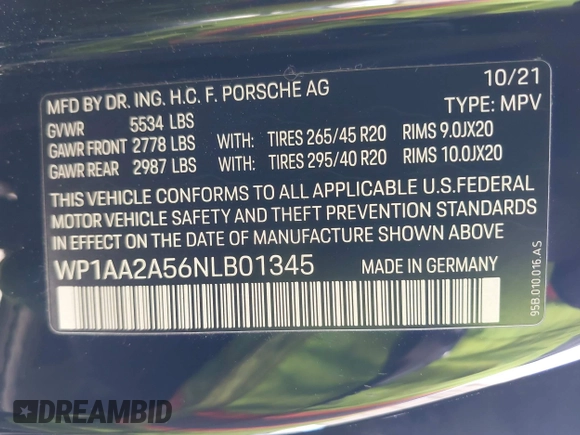 MFD BY DR. ING. H.C. F. PORSCHE AG 10/21
GVWR 5534 LBS TYPE: MPV
GAWR FRONT 2778 LBS WITH: TIRES 265/45 R20 RIMS 9.0JX20
GAWR REAR 2987 LBS WITH: TIRES 295/40 R20 RIMS 10.0JX20
THIS VEHICLE CONFORMS TO ALL APPLICABLE U.S.FEDERAL
MOTOR VEHICLE SAFETY AND THEFT PREVENTION STANDARDS
IN EFFECT ON THE DATE OF MANUFACTURE SHOWN ABOVE
WP1AA2A56NLB01345 MADE IN GERMANY
95B.010.016.AS
DREAMBID